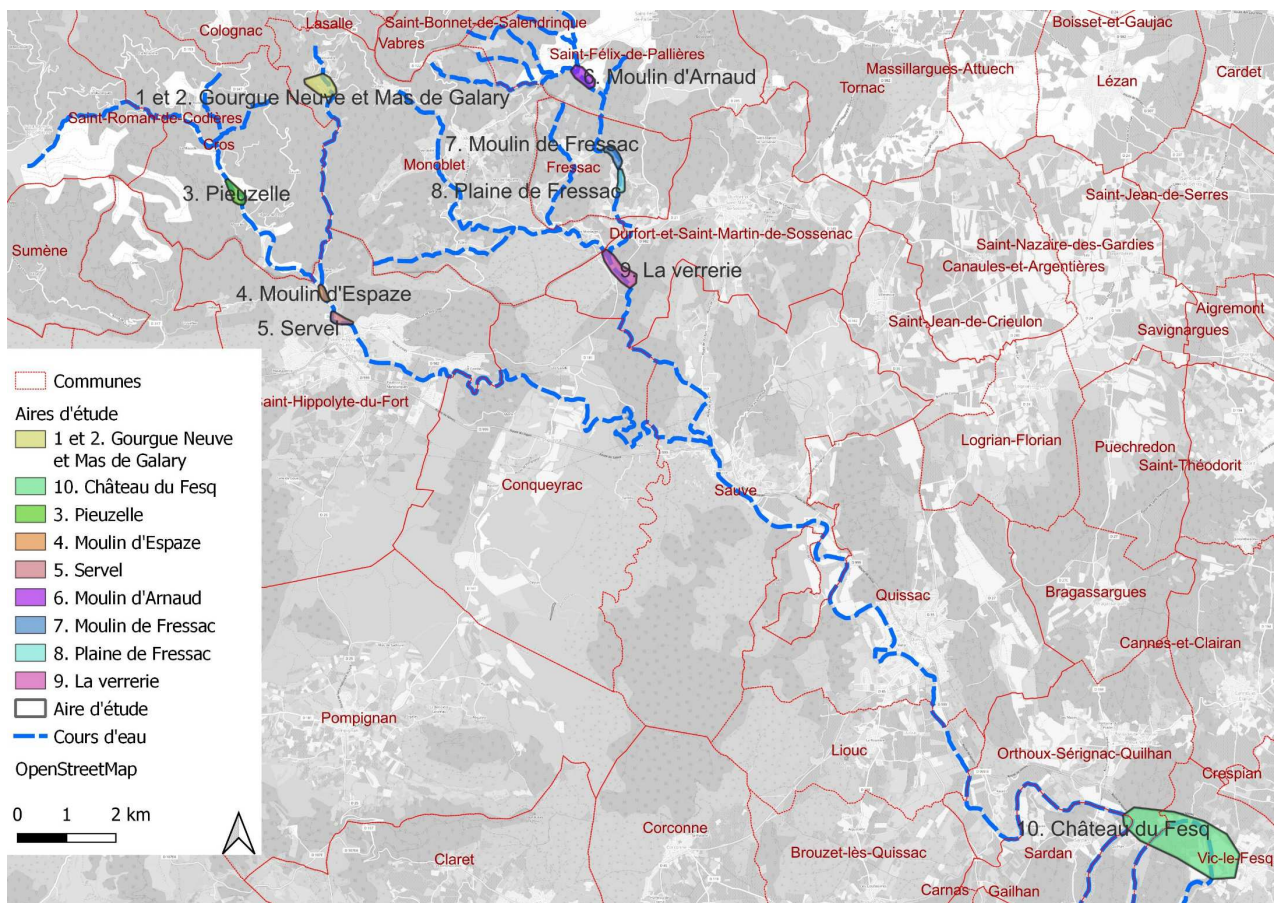 Lasalle
Saint-Bonnet-de-Salendrinque
Colognac
Vabres
Boisset-et-Gaujac
Saint-Félix-de-Pallières
Massillargues-Attuech
Cardet
Lézan
Tornac
6. Moulin d'Arnaud
1 et 2. Gourgue Neuve et Mas de Galary
Saint-Roman-de-Codières
Cros
7. Moulin de Fressac
Monoblet
Fressac
3. Pieuzelle
8. Plaine de Fressac
Saint-Jean-de-Serres
Durfort-et-Saint-Martin-de-Sossenac
Sumène
Saint-Nazaire-des-Gardies
Canaules-et-Argentières
9. La verrerie
4. Moulin d'Espaze
Aigremont
5. Servel
Saint-Jean-de-Crieulon
Savignargues
Saint-Hippolyte-du-Fort
Logrian-Florian
Puechredon
Saint-Théodorit
Conqueyrac
Sauve
Quissac
Bragassargues
Cannes-et-Clairan
Pompignan
Liouc
Orthoux-Sérignac-Quilhan
Crespian
Corconne
10. Château du Fesq
Claret
Brouzet-lès-Quissac
Sardan
Vic-le-Fesq
Carnas
Gailhan
Communes
Aires d'étude
1 et 2. Gourgue Neuve
et Mas de Galary
10. Château du Fesq
3. Pieuzelle
4. Moulin d'Espaze
5. Servel
6. Moulin d'Arnaud
7. Moulin de Fressac
8. Plaine de Fressac
9. La verrerie
Aire d'étude
Cours d'eau
OpenStreetMap
0 1 2 km